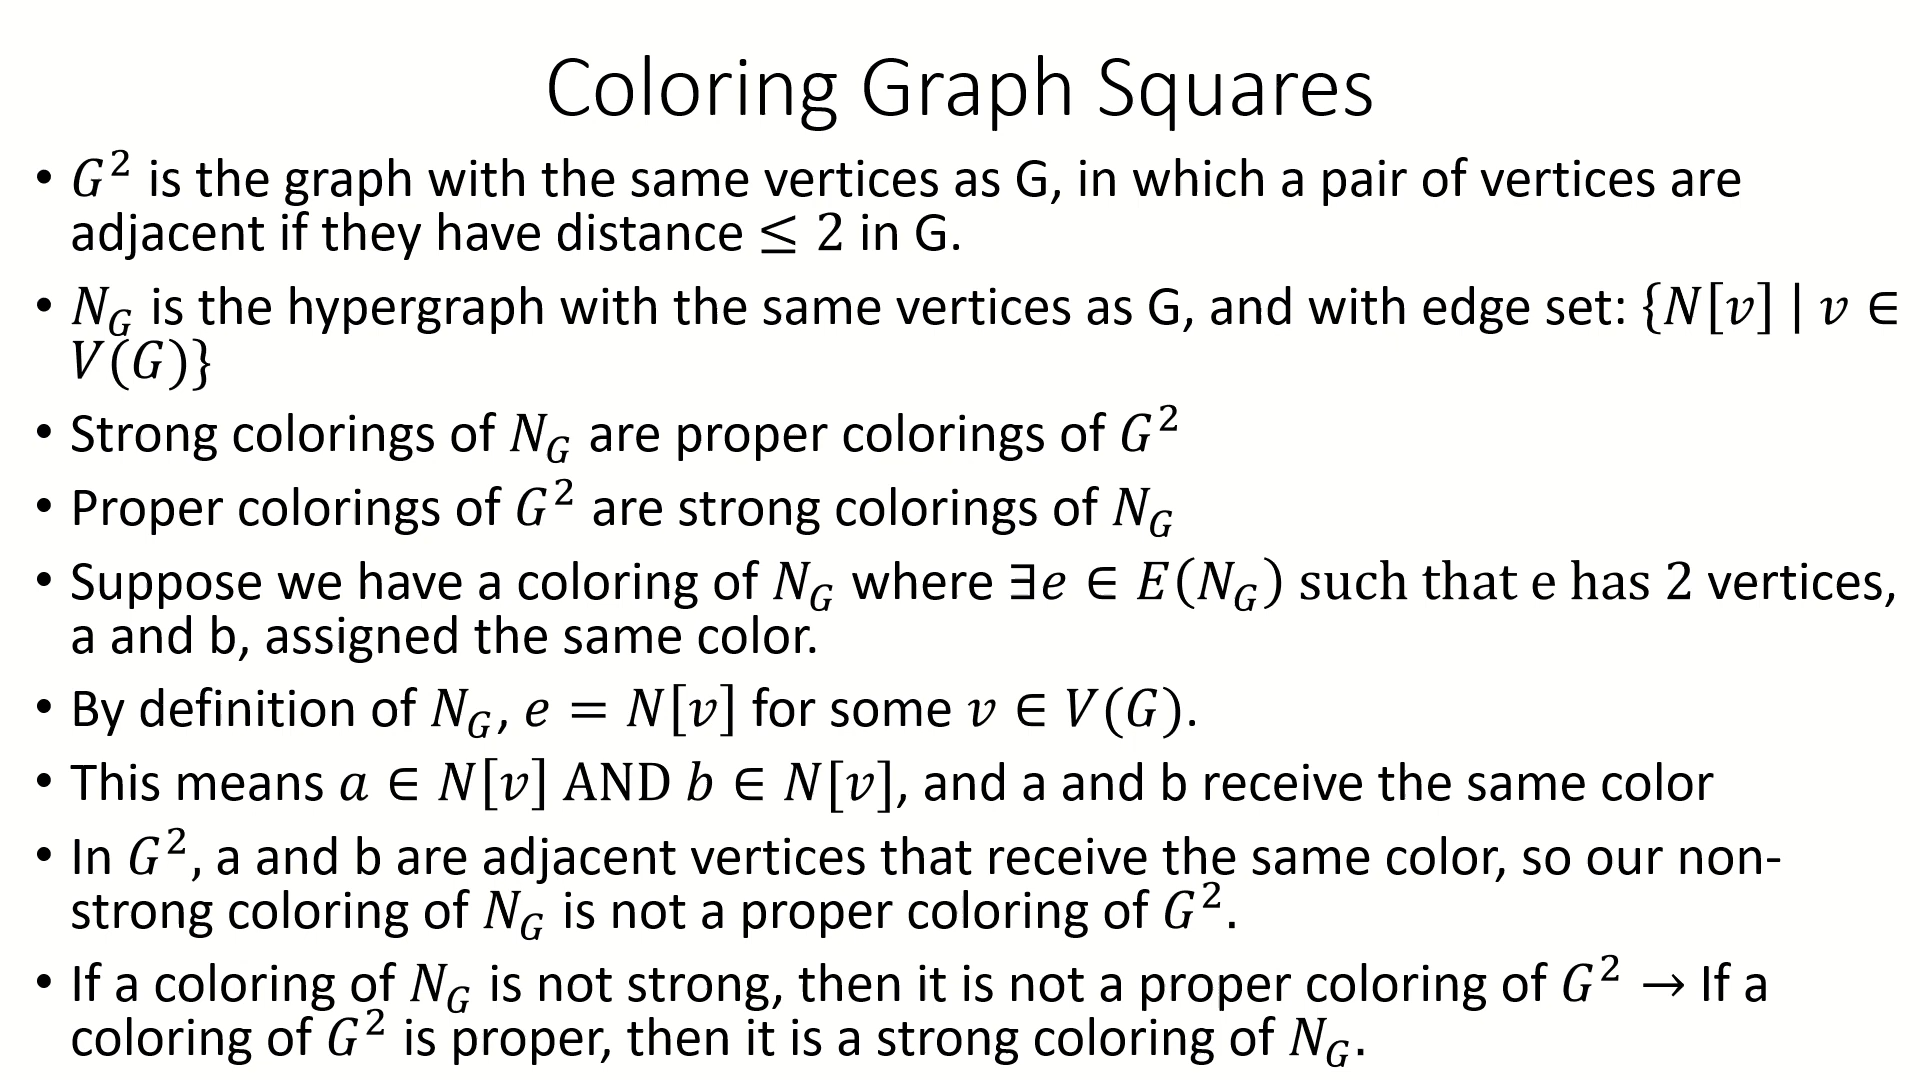 Coloring Graph Squares
• 𝐺² is the graph with the same vertices as G, in which a pair of vertices are
adjacent if they have distance ≤ 2 in G.
• 𝑁_𝐺 is the hypergraph with the same vertices as G, and with edge set: {𝑁[𝑣] | 𝑣 ∈
𝑉(𝐺)}
• Strong colorings of 𝑁_𝐺 are proper colorings of 𝐺²
• Proper colorings of 𝐺² are strong colorings of 𝑁_𝐺
• Suppose we have a coloring of 𝑁_𝐺 where ∃𝑒 ∈ 𝐸(𝑁_𝐺) such that e has 2 vertices,
a and b, assigned the same color.
• By definition of 𝑁_𝐺, 𝑒 = 𝑁[𝑣] for some 𝑣 ∈ 𝑉(𝐺).
• This means 𝑎 ∈ 𝑁[𝑣] AND 𝑏 ∈ 𝑁[𝑣], and a and b receive the same color
• In 𝐺², a and b are adjacent vertices that receive the same color, so our non-
strong coloring of 𝑁_𝐺 is not a proper coloring of 𝐺².
• If a coloring of 𝑁_𝐺 is not strong, then it is not a proper coloring of 𝐺² → If a
coloring of 𝐺² is proper, then it is a strong coloring of 𝑁_𝐺.